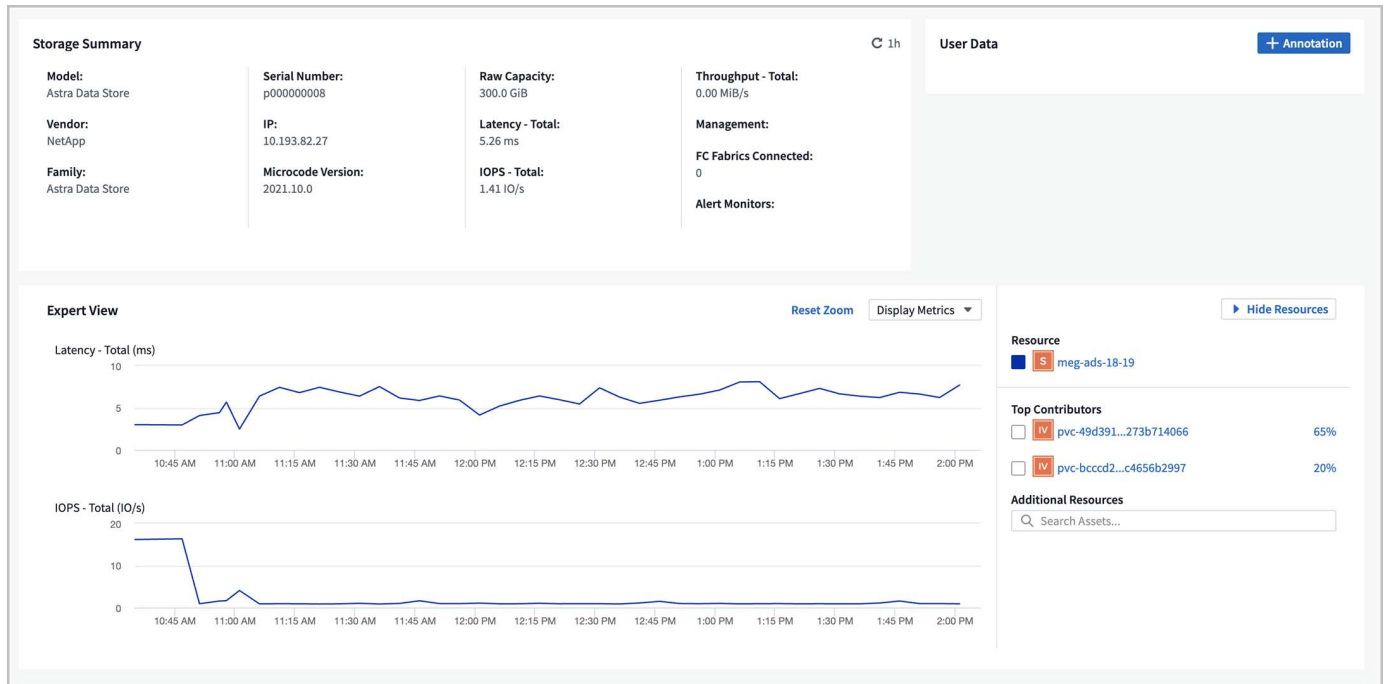 Storage Summary
1h
Model:
Astra Data Store
Vendor:
NetApp
Family:
Astra Data Store
Serial Number:
p000000008
IP:
10.193.82.27
Microcode Version:
2021.10.0
Raw Capacity:
300.0 GiB
Latency - Total:
5.26 ms
IOPS - Total:
1.41 IO/s
Throughput - Total:
0.00 MiB/s
Management:
FC Fabrics Connected:
0
Alert Monitors:
User Data
+ Annotation
Expert View
Reset Zoom
Display Metrics
Latency - Total (ms)
10
5
0
10:45 AM 11:00 AM 11:15 AM 11:30 AM 11:45 AM 12:00 PM 12:15 PM 12:30 PM 12:45 PM 1:00 PM 1:15 PM 1:30 PM 1:45 PM 2:00 PM
IOPS - Total (IO/s)
20
10
0
10:45 AM 11:00 AM 11:15 AM 11:30 AM 11:45 AM 12:00 PM 12:15 PM 12:30 PM 12:45 PM 1:00 PM 1:15 PM 1:30 PM 1:45 PM 2:00 PM
Hide Resources
Resource
S meg-ads-18-19
Top Contributors
IV pvc-49d391...273b714066 65%
IV pvc-bcccd2...c4656b2997 20%
Additional Resources
Search Assets...